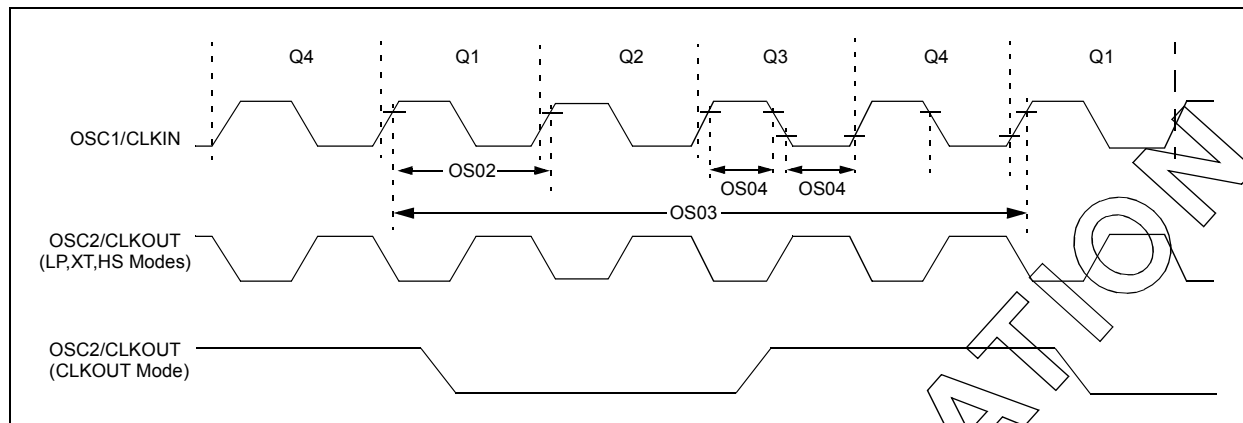 Q4 Q1 Q2 Q3 Q4 Q1
OSC1/CLKIN
OS02
OS04 OS04
OS03
OSC2/CLKOUT
(LP,XT,HS Modes)
OSC2/CLKOUT
(CLKOUT Mode)
ATION